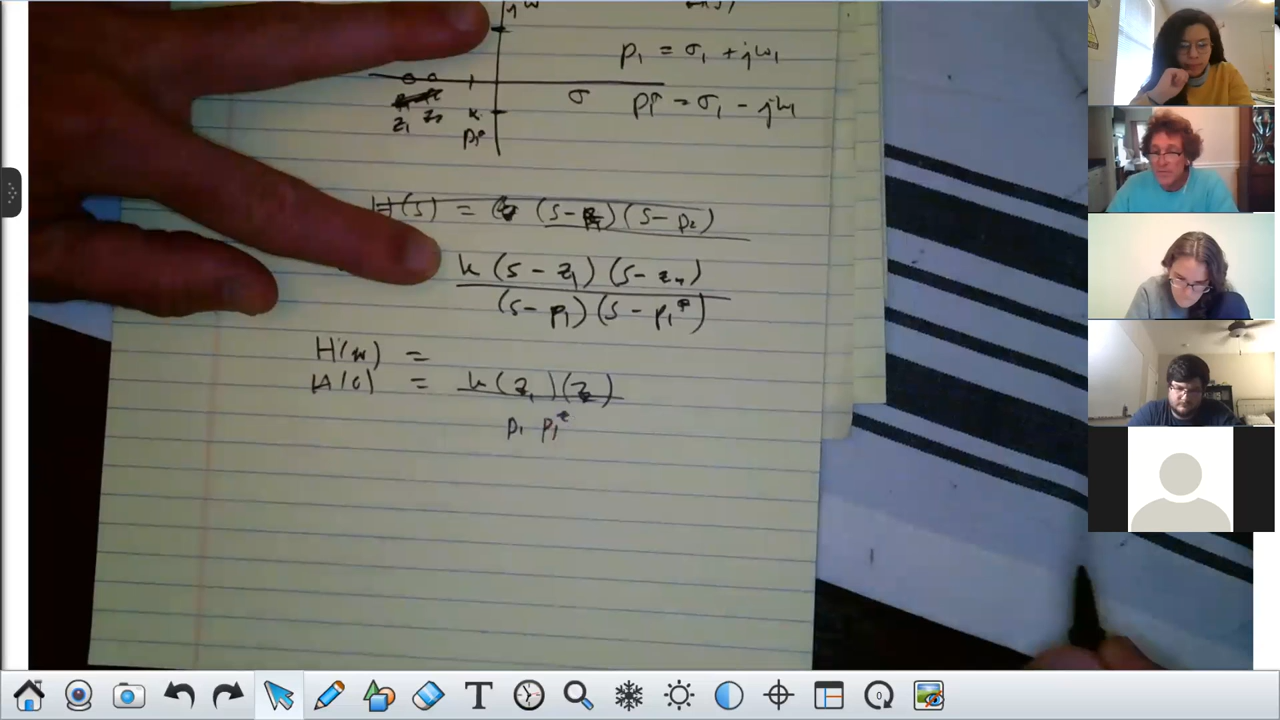 jω
p₁ = σ₁ + jω₁
σ
p₁* = σ₁ - jω₁
z₁ z₂ x
p₁*
H(s) = (s - ) (s - p₂)
k (s - z₁) (s - z₂)
(s - p₁) (s - p₁*)
H(w) =
H(0) = k (z₁)(z₂)
p₁ p₁*
T
0